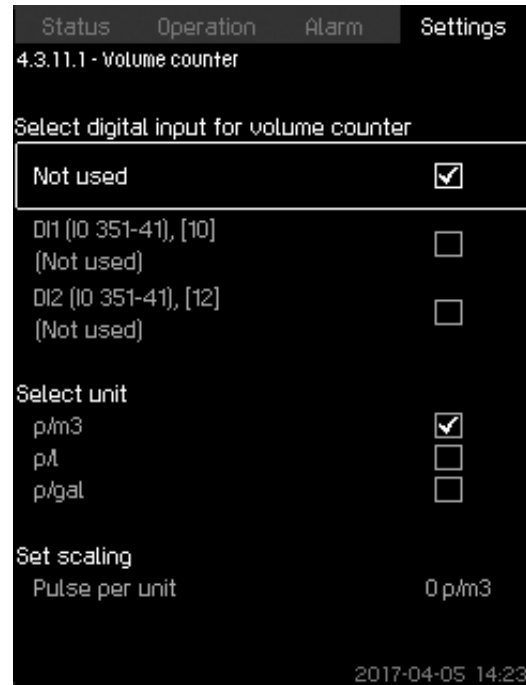 Status Operation Alarm Settings
4.3.11.1 - Volume counter
Select digital input for volume counter
Not used
DI1 (IO 351-41), [10]
(Not used)
DI2 (IO 351-41), [12]
(Not used)
Select unit
p/m3
p/l
p/gal
Set scaling
Pulse per unit 0 p/m3
2017-04-05 14:23